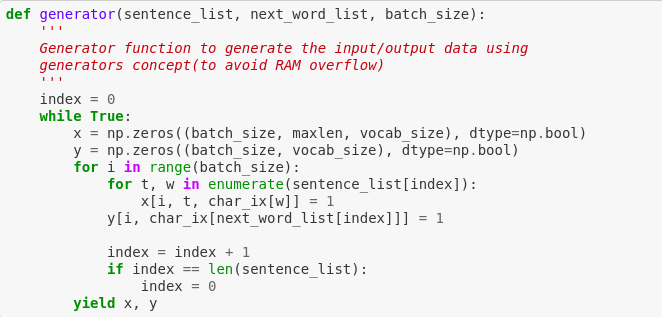 def generator(sentence_list, next_word_list, batch_size):
    '''
    Generator function to generate the input/output data using
    generators concept(to avoid RAM overflow)
    '''
    index = 0
    while True:
        x = np.zeros((batch_size, maxlen, vocab_size), dtype=np.bool)
        y = np.zeros((batch_size, vocab_size), dtype=np.bool)
        for i in range(batch_size):
            for t, w in enumerate(sentence_list[index]):
                x[i, t, char_ix[w]] = 1
            y[i, char_ix[next_word_list[index]]] = 1

            index = index + 1
            if index == len(sentence_list):
                index = 0
        yield x, y